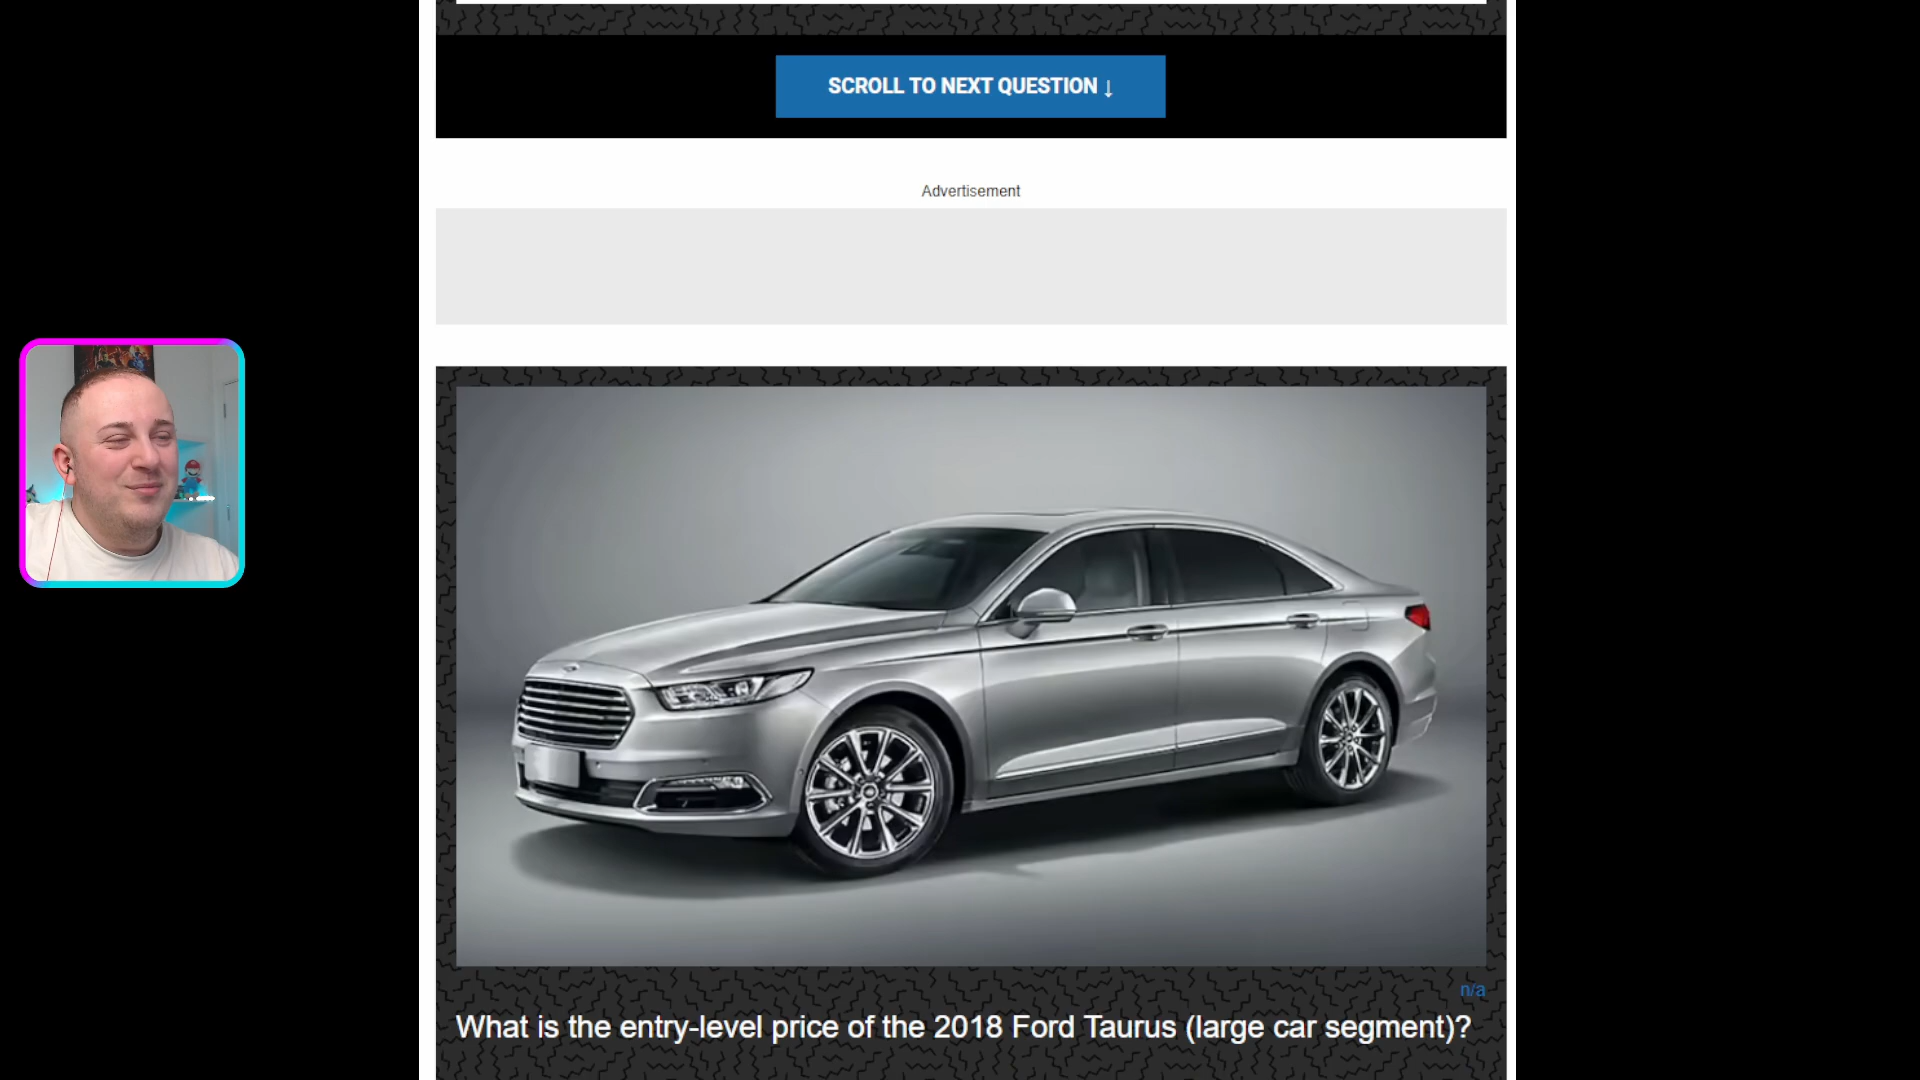 SCROLL TO NEXT QUESTION ↓
Advertisement
n/a
What is the entry-level price of the 2018 Ford Taurus (large car segment)?